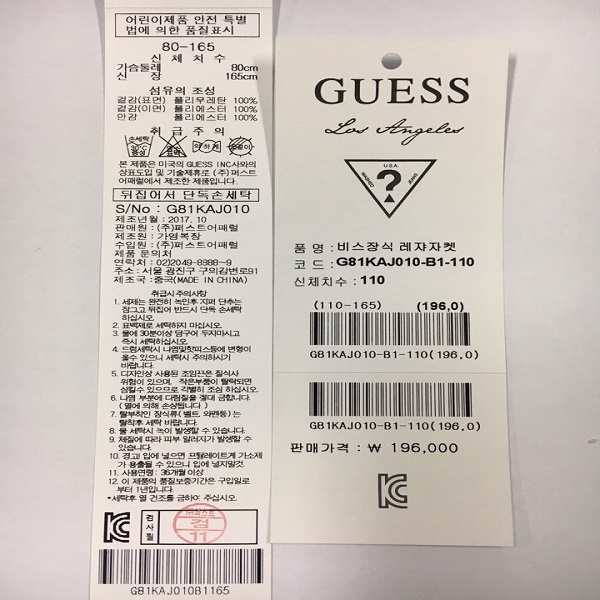 어린이제품 안전 특별
법에 의한 품질표시
80-165
신 체 치 수
가슴둘레 80cm
신 장 165cm
섬유의 조성
겉감(표면) 폴리우레탄 100%
겉감(이면) 폴리에스터 100%
안감 폴리에스터 100%
취 급 주 의
본 제품은 미국의 GUESS INC사와의
상표도입 및 기술제휴로 (주)퍼스트
어패럴에서 제조한 제품입니다.
뒤집어서 단독손세탁
S/No : G81KAJ010
제조년월 : 2017. 10
판매원 : (주)퍼스트어패럴
제조원 : 가영복장
수입원 : (주)퍼스트어패럴
제품 문의처
연락처 : 02)2049-8888~9
주소 : 서울 광진구 구의강변로91
제조국 : 중국(MADE IN CHINA)
취급시 주의사항
1. 세제는 완전히 녹인후 지퍼 단추는
잠그고 뒤집어 반드시 단독 손세탁
하십시오.
2. 표백제로 세탁하지 마십시오.
3. 물에 30분이상 담구어 두지마시고
즉시 세탁하십시오.
4. 드럼세탁시 나염및핫피스등에 변형이
올수 있으니 세탁시 주의하시기
바랍니다.
5. 디자인상 사용된 조임끈은 질식사
위험이 있으며, 작은부품이 탈락되면
삼킬수 있으므로 각별히 조심 하십시오.
6. 나염 부분에 다림질을 절대 금합니다.
(열에 의해 손상됩니다)
7. 탈부착인 장식류(벨트, 와펜등)는
탈착후 세탁 바랍니다.
8. 물 세탁시 녹이 발생할 수 있습니다.
9. 체질에 따라 피부 알러지가 발생할 수
있습니다.
10. 경고! 입에 넣으면 프탈레이트계 가소제
가 용출될 수 있으니 입에 넣지말것.
11. 사용연령 : 36개월 이상
12. 이 제품의 품질보증기간은 구입일로
부터 1년입니다.
*세탁후 열 건조를 금하여 주십시오.
검사필
검
11
G81KAJ010B1165
GUESS
Los Angeles
U.S.A.
?
품 명 : 비스장식 레쟈자켓
코 드 : G81KAJ010-B1-110
신체치수 : 110
(110-165) (196,0)
G81KAJ010-B1-110(196,0)
G81KAJ010-B1-110(196,0)
판매가격 : ₩ 196,000